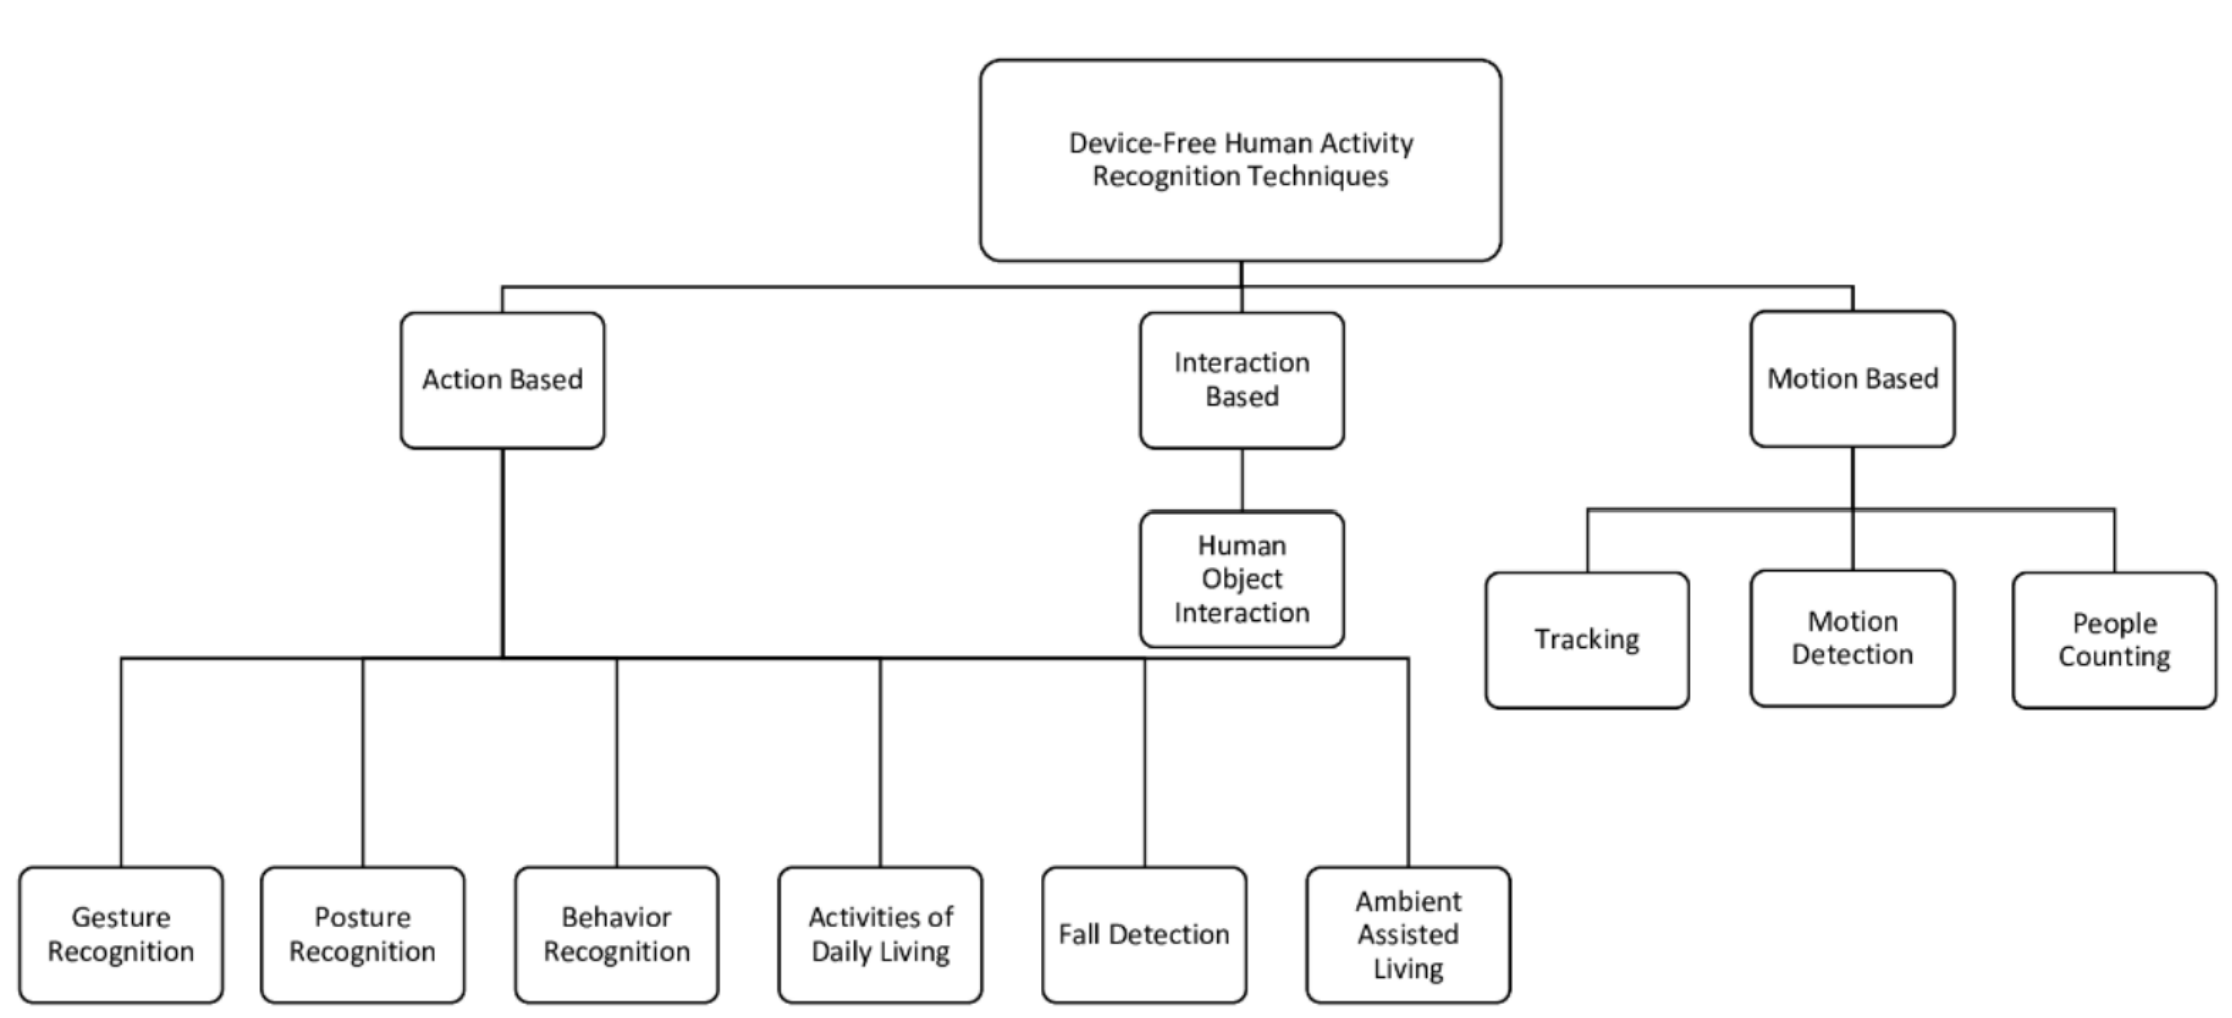 Device-Free Human Activity
Recognition Techniques
Action Based
Interaction
Based
Motion Based
Human
Object
Interaction
Tracking
Motion
Detection
People
Counting
Gesture
Recognition
Posture
Recognition
Behavior
Recognition
Activities of
Daily Living
Fall Detection
Ambient
Assisted
Living